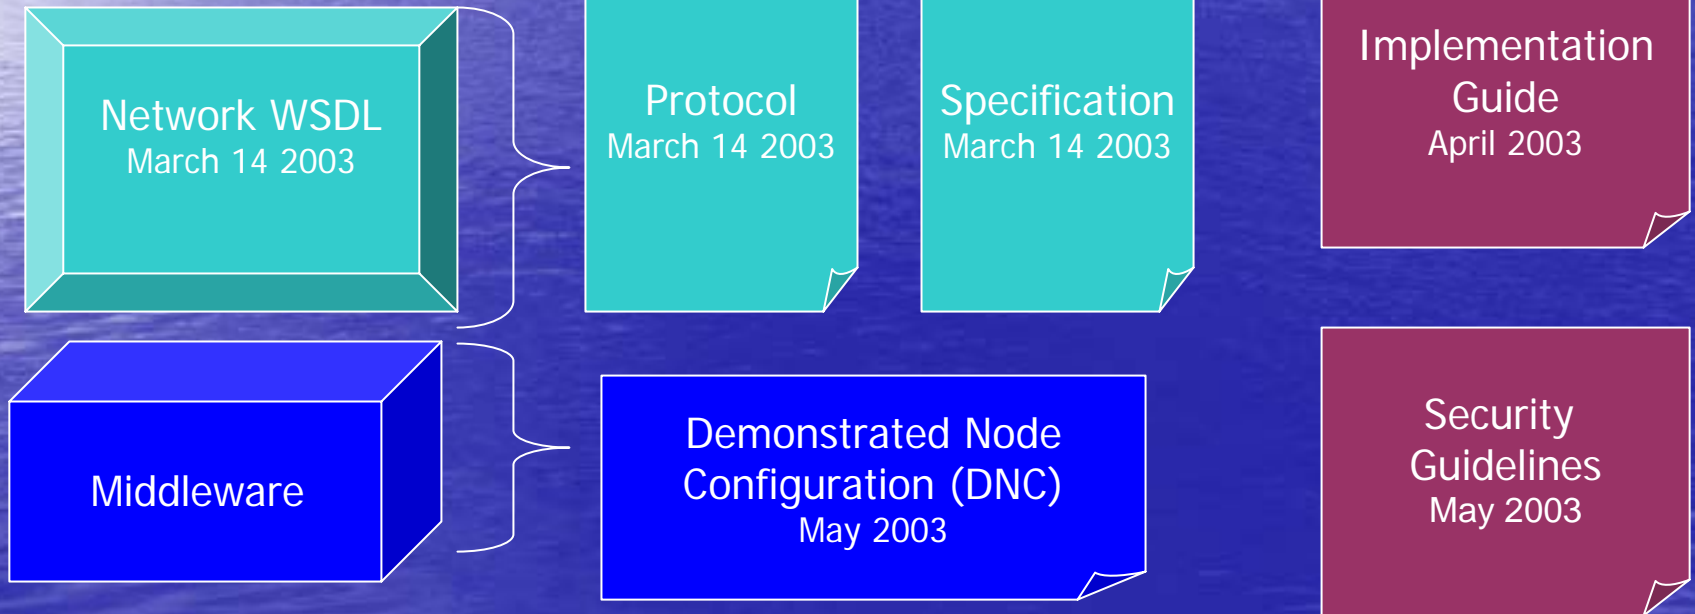 Network WSDL
March 14 2003
Protocol
March 14 2003
Specification
March 14 2003
Implementation
Guide
April 2003
Middleware
Demonstrated Node
Configuration (DNC)
May 2003
Security
Guidelines
May 2003